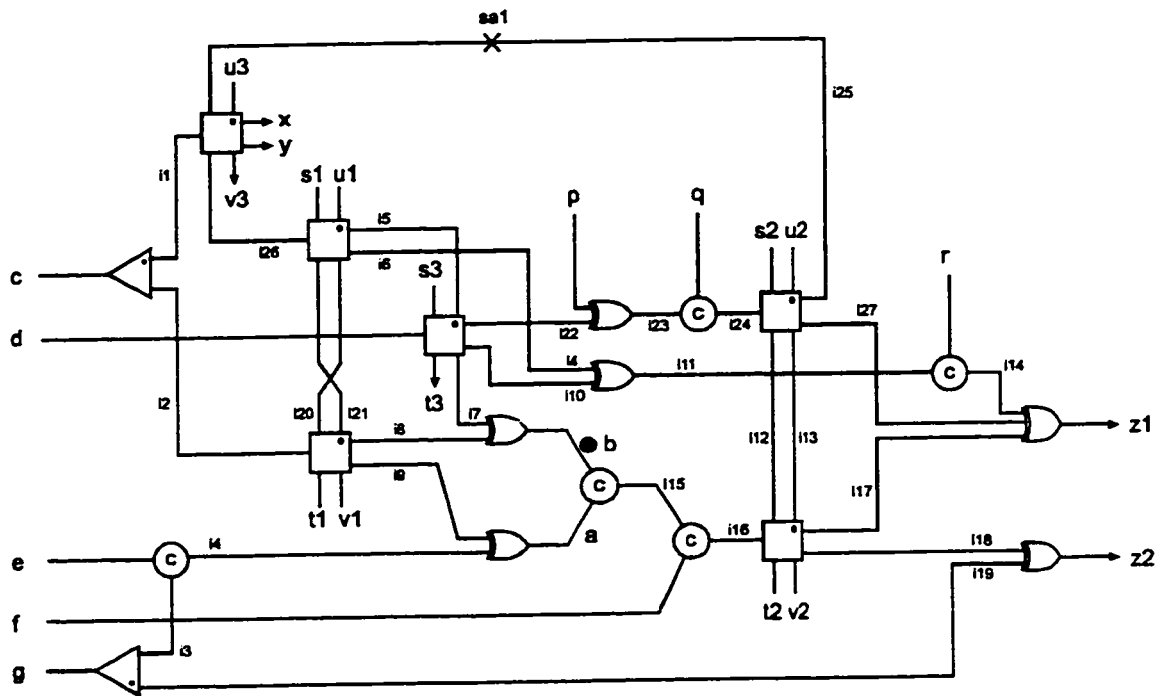 sa1
u3
i25
x
y
i1
v3
s1 u1
p
q
i5
s2 u2
i26
i6
r
c
s3
i27
i22
i23
C
i24
d
i4
i11
C
i14
i10
t3
i2
i7
z1
i20
i21
i8
b
i12
i13
i9
C
i15
i17
t1 v1
a
i16
i4
C
i18
e
C
i19
z2
f
t2 v2
g
i3